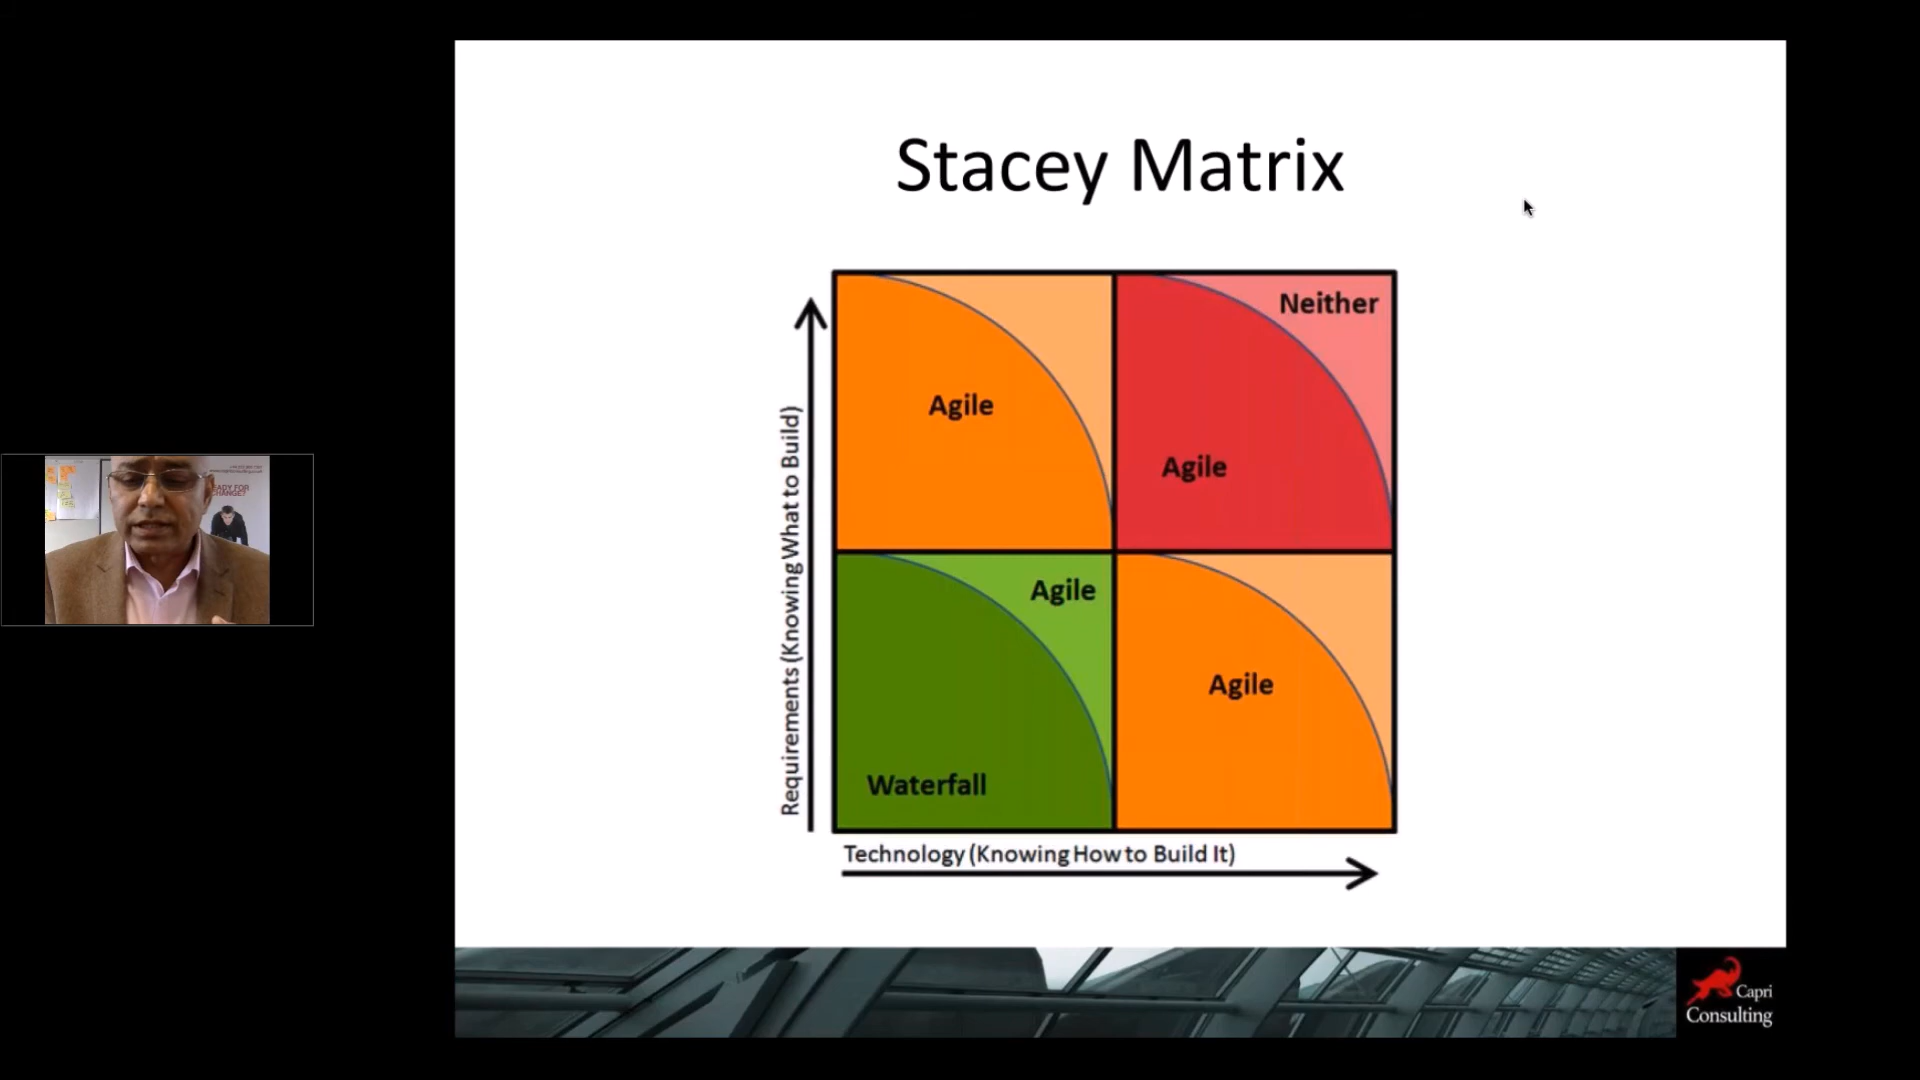 Stacey Matrix
Neither
Agile
Agile
Agile
Agile
Waterfall
Requirements (Knowing What to Build)
Technology (Knowing How to Build It)
CHANGE?
Capri
Consulting